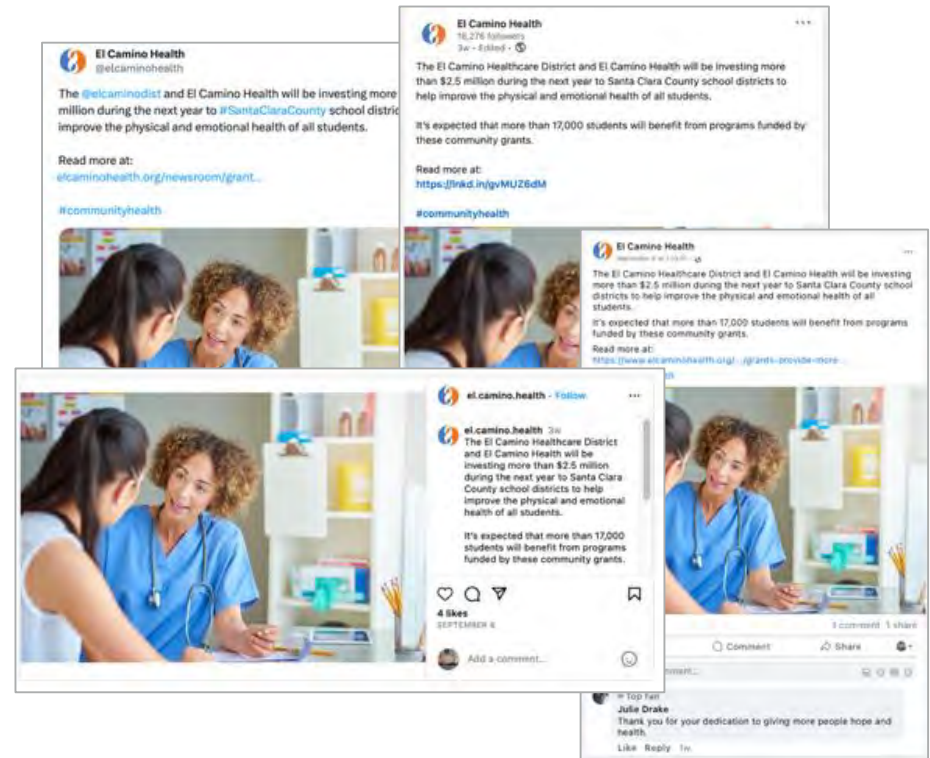 El Camino Health
@elcaminohealth
The @elcaminodist and El Camino Health will be investing more
million during the next year to #SantaClaraCounty school distric
improve the physical and emotional health of all students.
Read more at:
elcaminohealth.org/newsroom/grant...
#communityhealth
El Camino Health
16,276 followers
3w • Edited •
The El Camino Healthcare District and El Camino Health will be investing more
than $2.5 million during the next year to Santa Clara County school districts to
help improve the physical and emotional health of all students.
It's expected that more than 17,000 students will benefit from programs funded by
these community grants.
Read more at:
https://lnkd.in/gvMUZ6dM
#communityhealth
El Camino Health
The El Camino Healthcare District and El Camino Health will be investing
more than $2.5 million during the next year to Santa Clara County school
districts to help improve the physical and emotional health of all
students.
It's expected that more than 17,000 students will benefit from programs
funded by these community grants.
Read more at:
https://www.elcaminohealth.org/.../grants-provide-more...
1 comment 1 share
Comment Share
Top fan
Julie Drake
Thank you for your dedication to giving more people hope and
health.
Like Reply 1w
el.camino.health • Follow
el.camino.health 3w
The El Camino Healthcare District
and El Camino Health will be
investing more than $2.5 million
during the next year to Santa Clara
County school districts to help
improve the physical and emotional
health of all students.
It's expected that more than 17,000
students will benefit from programs
funded by these community grants.
4 likes
SEPTEMBER 6
Add a comment...